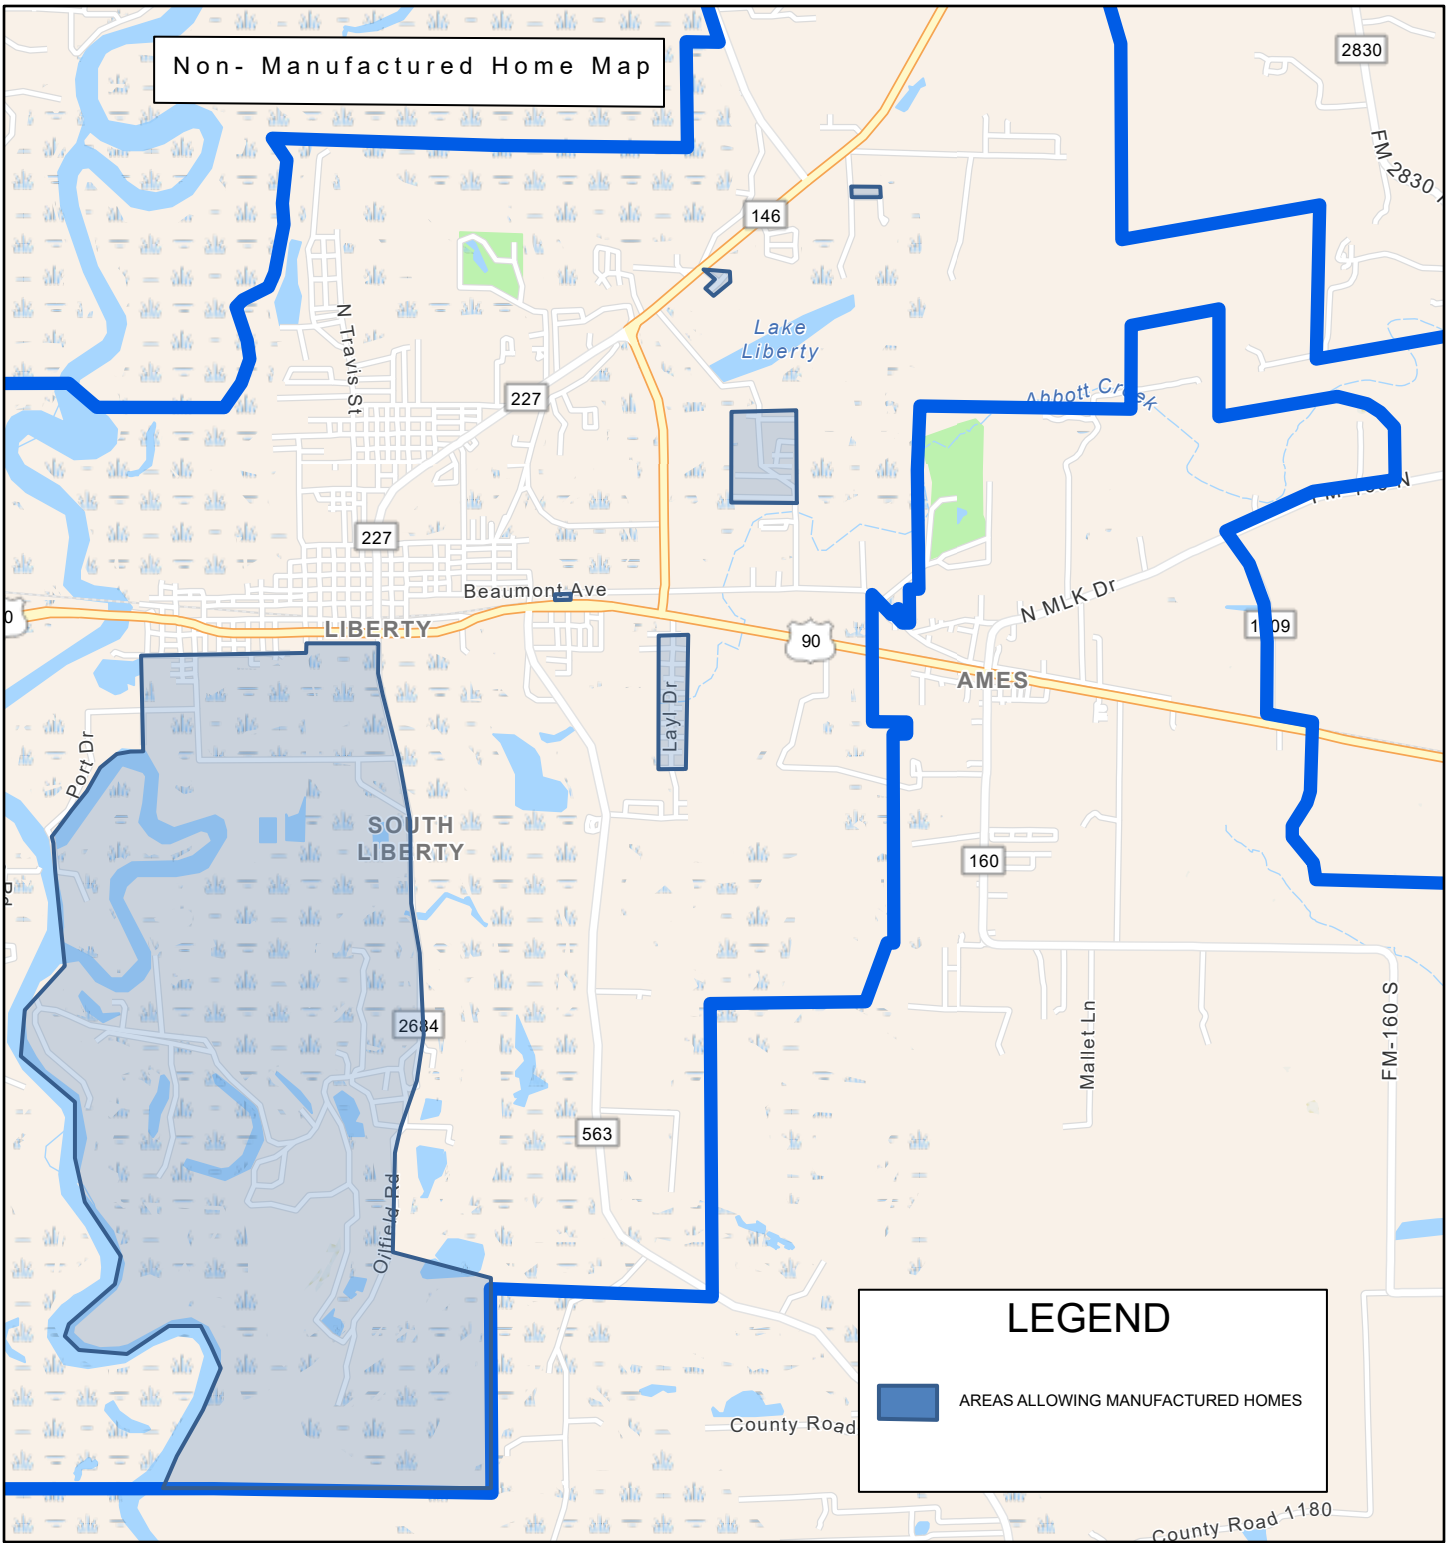 Non- Manufactured Home Map
2830
FM 2830
146
N Travis St
Lake
Liberty
227
Abbott Creek
227
Beaumont Ave
N MLK Dr
0
LIBERTY
90
AMES
Layl Dr
Port Dr
SOUTH
LIBERTY
160
2684
Mallet Ln
FM-160 S
563
Oilfield Rd
LEGEND
AREAS ALLOWING MANUFACTURED HOMES
County Road
County Road 1180